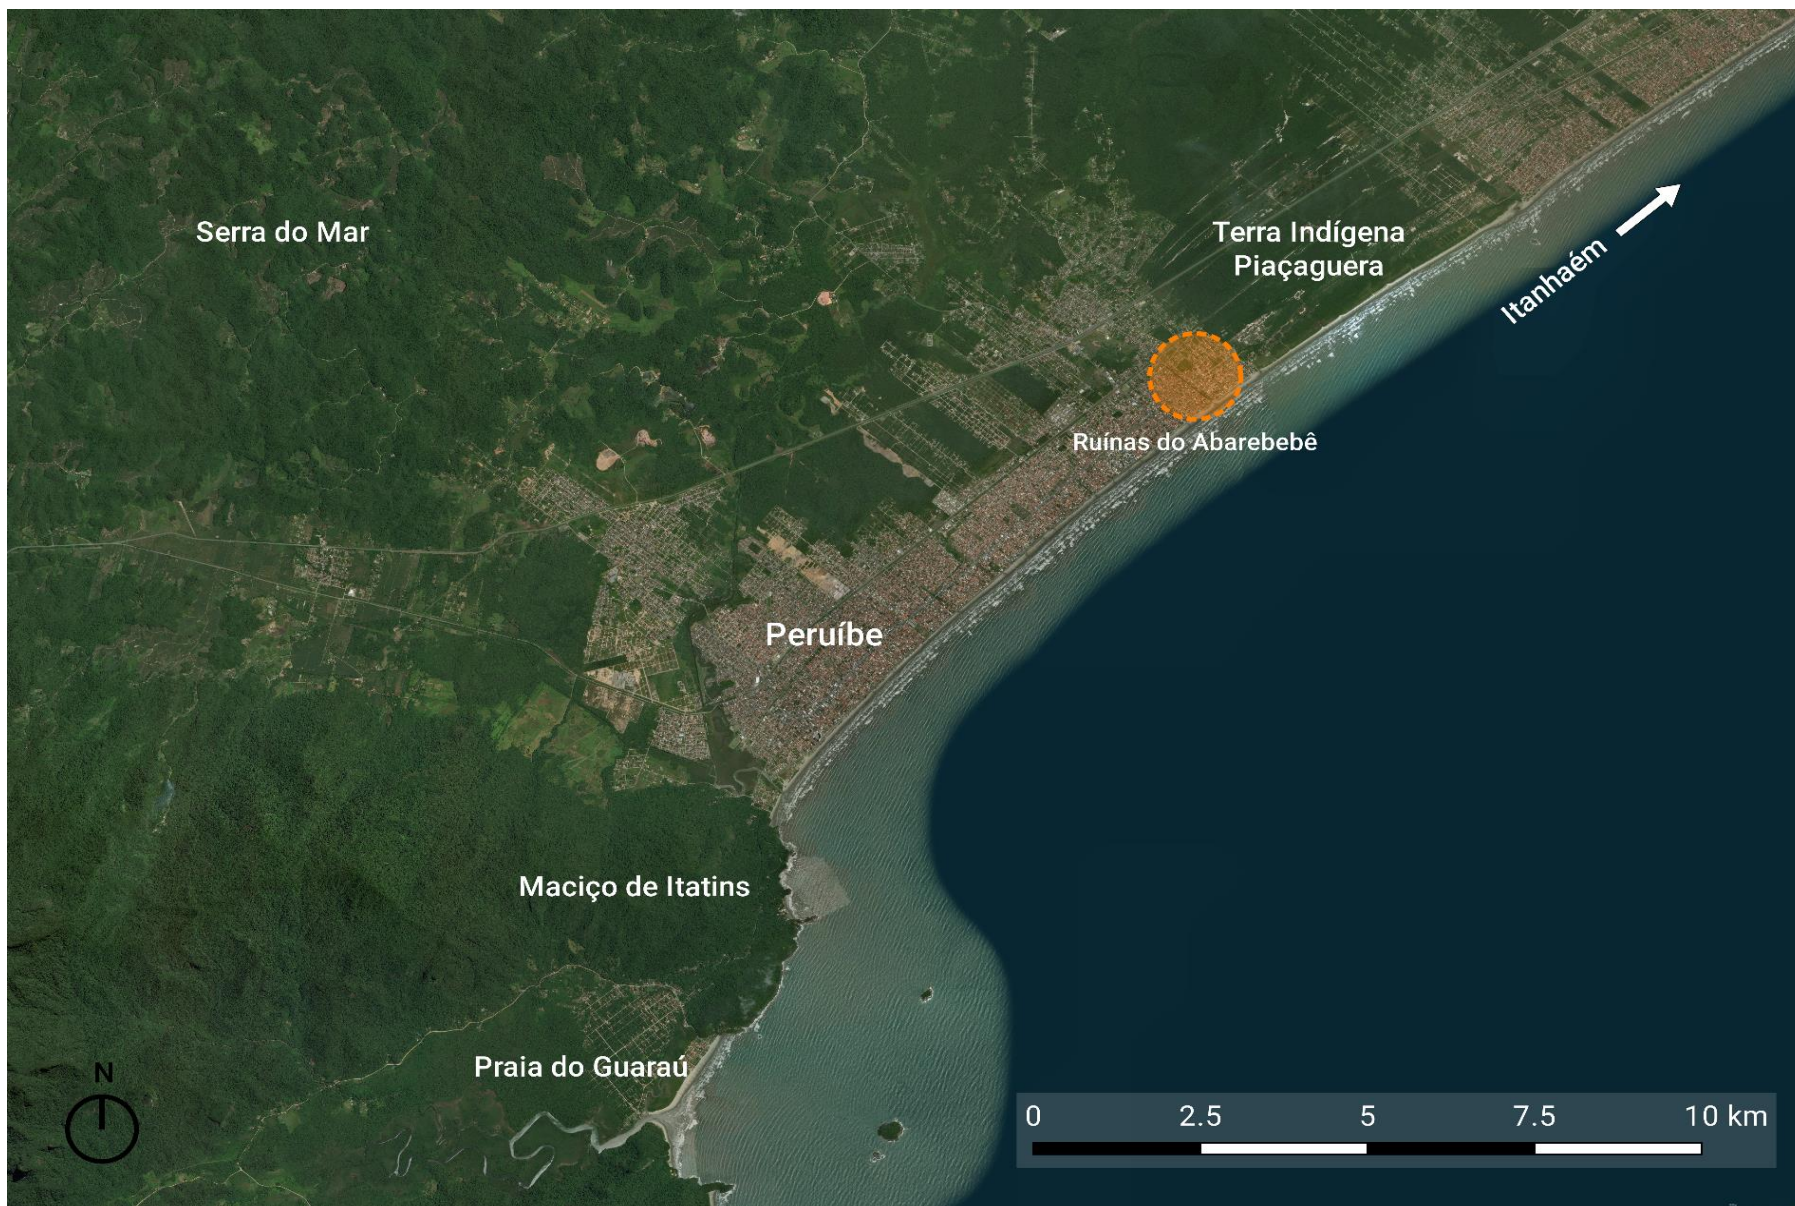 Serra do Mar
Terra Indígena
Piaçaguera
Itanhaém
Ruínas do Abarebebê
Peruíbe
Maciço de Itatins
Praia do Guaraú
N
0 2.5 5 7.5 10 km